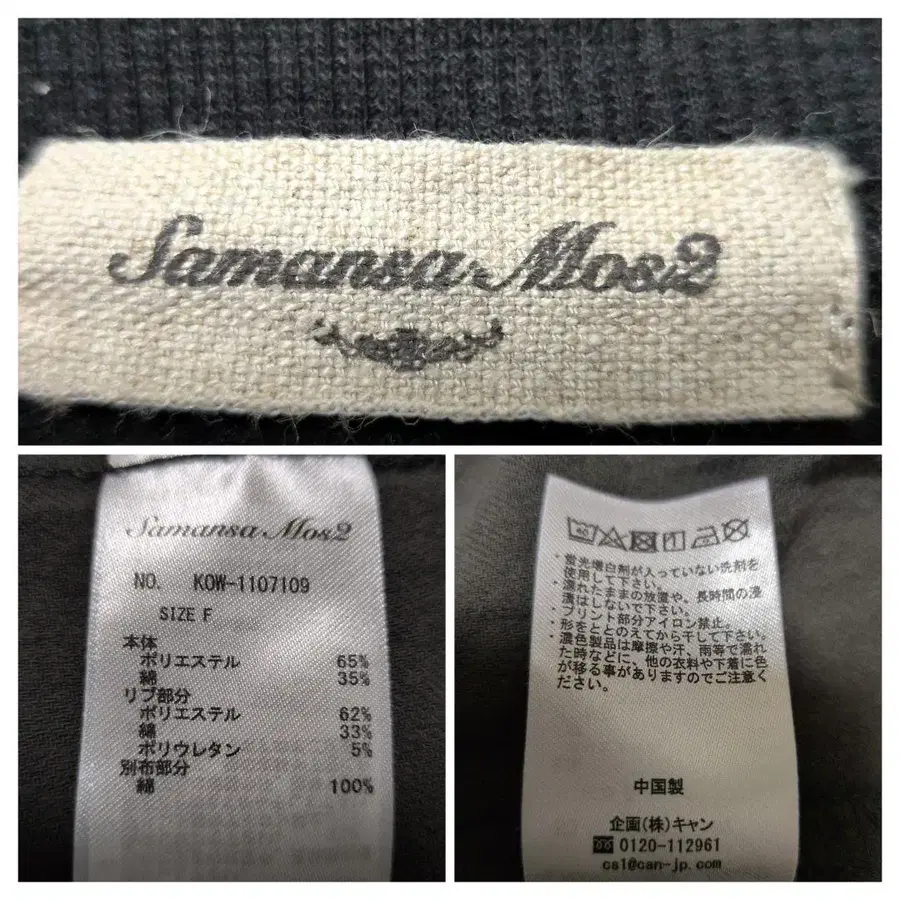 Samansa Mos2
Samansa Mos2
NO. KOW-1107109
SIZE F
本体
ポリエステル 65%
綿 35%
リブ部分
ポリエステル 62%
綿 33%
ポリウレタン 5%
別布部分
綿 100%
・蛍光増白剤が入っていない洗剤を
使用して下さい。
・濡れたままの放置や、長時間の浸
漬はしないで下さい。
・プリント部分アイロン禁止。
・形をととのえてから干して下さい。
・濃色製品は摩擦や汗、雨等で濡れ
た時などに、他の衣料や下着に色
が移る事がありますのでご注意く
ださい。
中国製
企画(株)キャン
0120-112961
cs1@can-jp.com